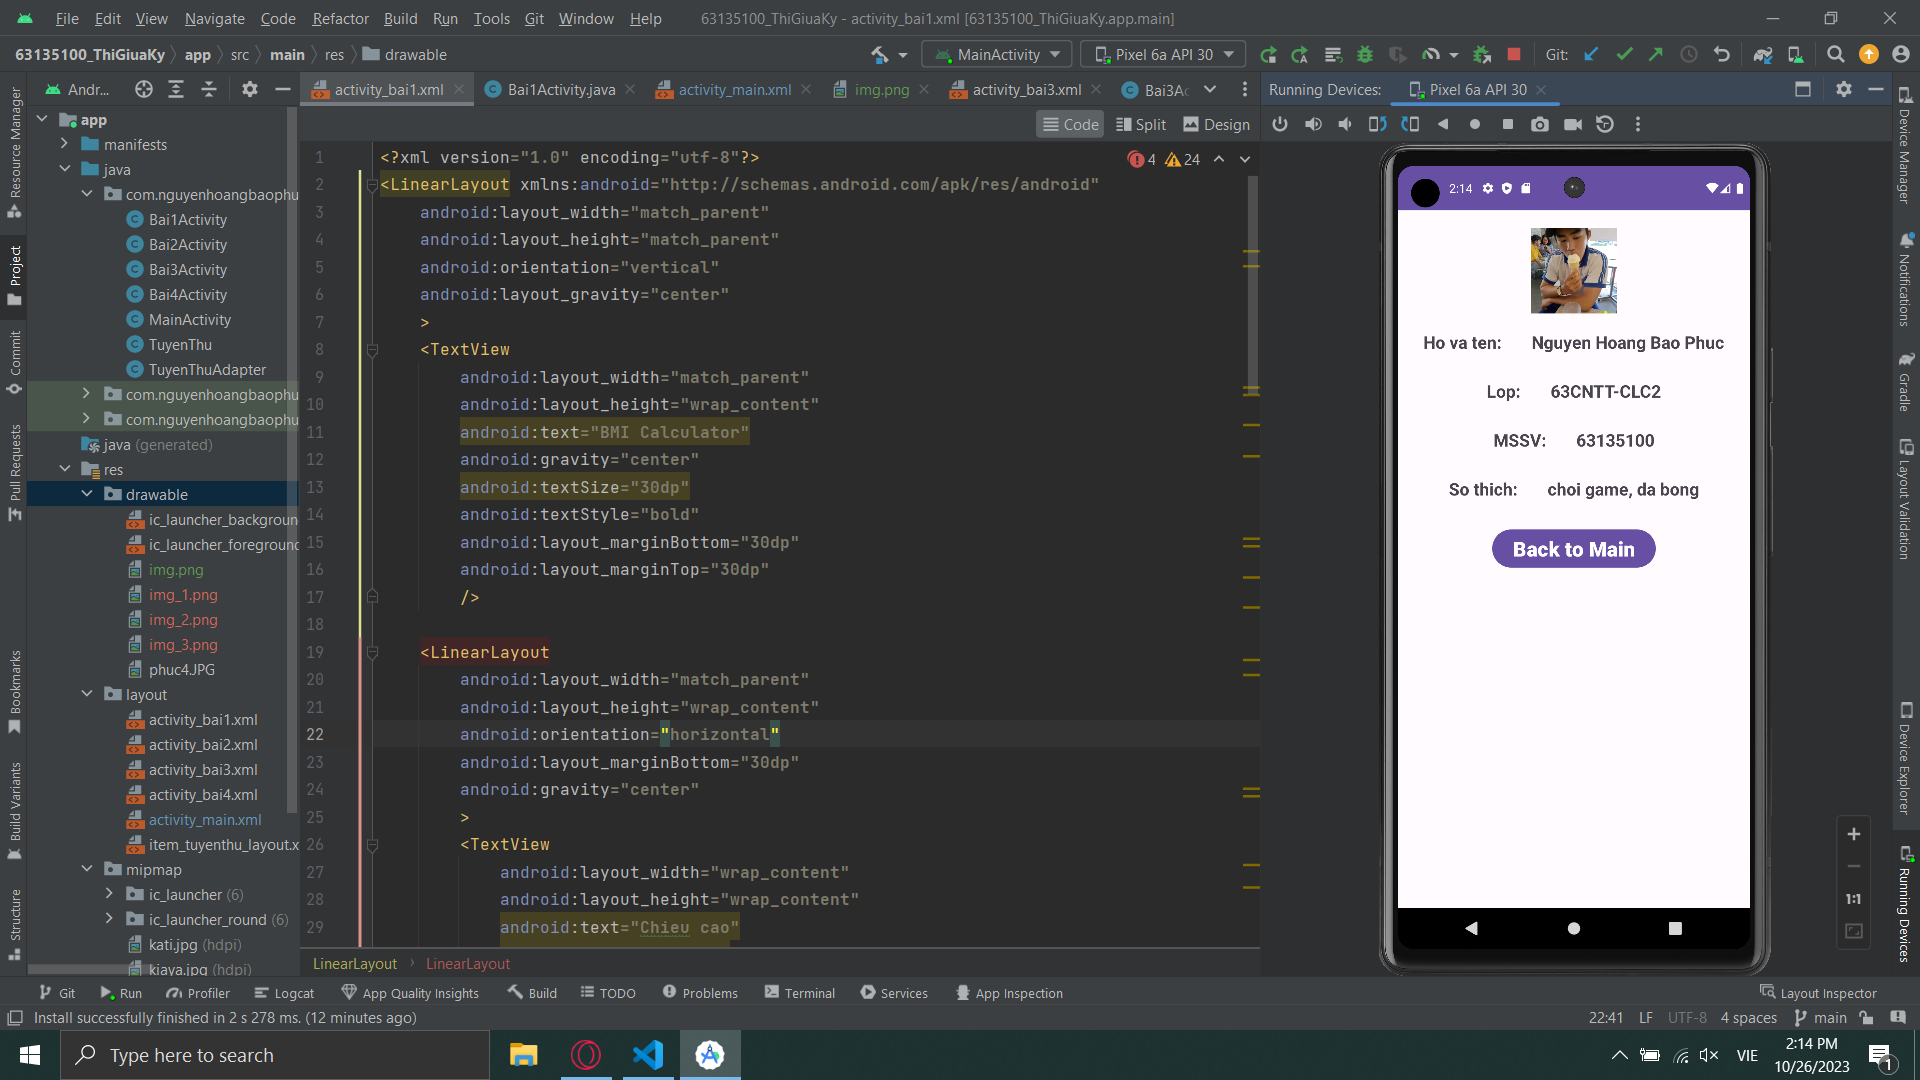 File Edit View Navigate Code Refactor Build Run Tools Git Window Help 63135100_ThiGiuaKy - activity_bai1.xml [63135100_ThiGiuaKy.app.main]
63135100_ThiGiuaKy app src main res drawable MainActivity Pixel 6a API 30 Git:
Andr... activity_bai1.xml Bai1Activity.java activity_main.xml img.png activity_bai3.xml Bai3Ac Running Devices: Pixel 6a API 30
Code Split Design
Resource Manager
Project
Commit
Pull Requests
Bookmarks
Build Variants
Structure
app
manifests
java
com.nguyenhoangbaophu
Bai1Activity
Bai2Activity
Bai3Activity
Bai4Activity
MainActivity
TuyenThu
TuyenThuAdapter
com.nguyenhoangbaophu
com.nguyenhoangbaophu
java (generated)
res
drawable
ic_launcher_backgroun
ic_launcher_foreground
img.png
img_1.png
img_2.png
img_3.png
phuc4.JPG
layout
activity_bai1.xml
activity_bai2.xml
activity_bai3.xml
activity_bai4.xml
activity_main.xml
item_tuyenthu_layout.x
mipmap
ic_launcher (6)
ic_launcher_round (6)
kati.jpg (hdpi)
kiaya.jpg (hdpi)
4 24
1 <?xml version="1.0" encoding="utf-8"?>
2 <LinearLayout xmlns:android="http://schemas.android.com/apk/res/android"
3 android:layout_width="match_parent"
4 android:layout_height="match_parent"
5 android:orientation="vertical"
6 android:layout_gravity="center"
7 >
8 <TextView
9 android:layout_width="match_parent"
10 android:layout_height="wrap_content"
11 android:text="BMI Calculator"
12 android:gravity="center"
13 android:textSize="30dp"
14 android:textStyle="bold"
15 android:layout_marginBottom="30dp"
16 android:layout_marginTop="30dp"
17 />
18
19 <LinearLayout
20 android:layout_width="match_parent"
21 android:layout_height="wrap_content"
22 android:orientation="horizontal"
23 android:layout_marginBottom="30dp"
24 android:gravity="center"
25 >
26 <TextView
27 android:layout_width="wrap_content"
28 android:layout_height="wrap_content"
29 android:text="Chieu cao"
LinearLayout LinearLayout
2:14
Ho va ten: Nguyen Hoang Bao Phuc
Lop: 63CNTT-CLC2
MSSV: 63135100
So thich: choi game, da bong
Back to Main
1:1
Device Manager
Notifications
Gradle
Layout Validation
Device Explorer
Running Devices
Git Run Profiler Logcat App Quality Insights Build TODO Problems Terminal Services App Inspection Layout Inspector
Install successfully finished in 2 s 278 ms. (12 minutes ago) 22:41 LF UTF-8 4 spaces main
Type here to search VIE 2:14 PM
10/26/2023 1